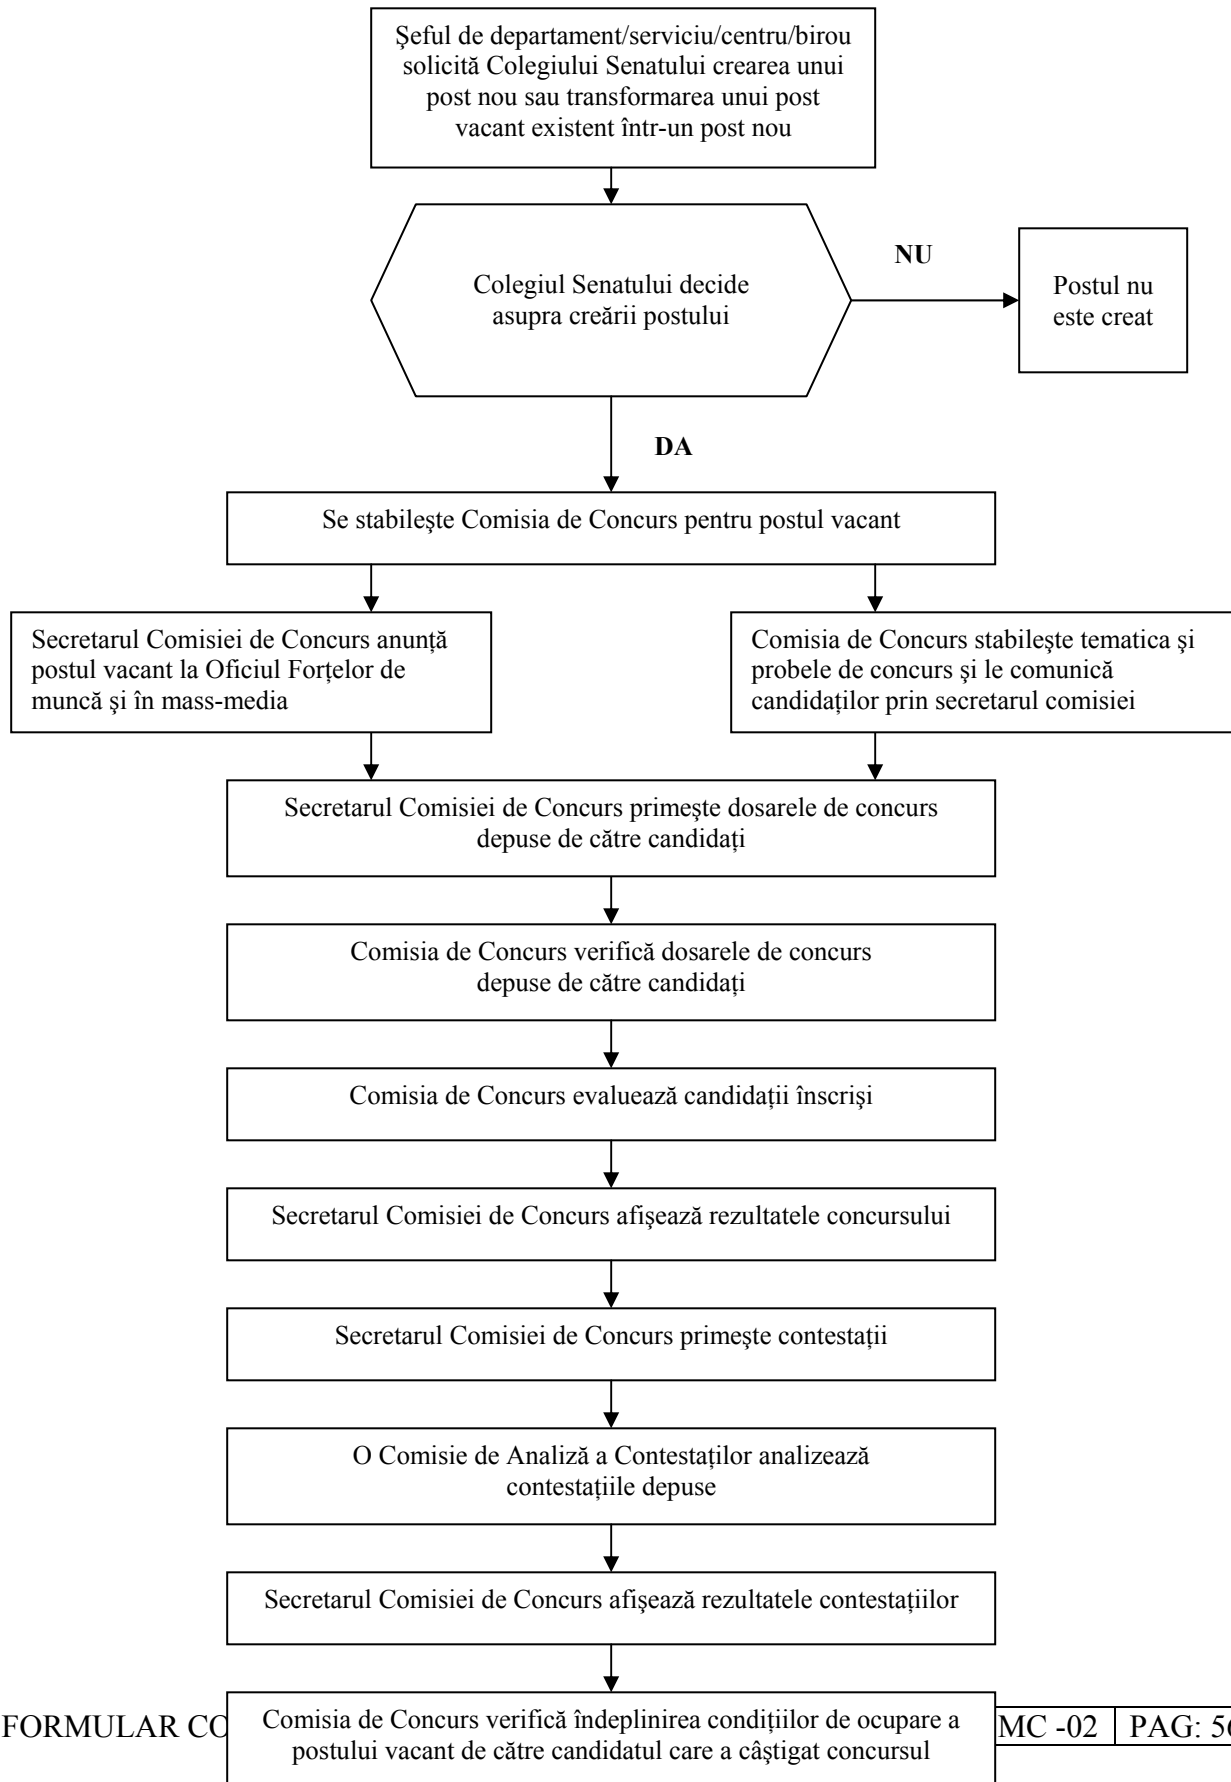 Şeful de departament/serviciu/centru/birou
solicită Colegiului Senatului crearea unui
post nou sau transformarea unui post
vacant existent într-un post nou
NU
Colegiul Senatului decide
asupra creării postului
Postul nu
este creat
DA
Se stabileşte Comisia de Concurs pentru postul vacant
Secretarul Comisiei de Concurs anunţă
postul vacant la Oficiul Forţelor de
muncă şi în mass-media
Comisia de Concurs stabileşte tematica şi
probele de concurs şi le comunică
candidaţilor prin secretarul comisiei
Secretarul Comisiei de Concurs primeşte dosarele de concurs
depuse de către candidaţi
Comisia de Concurs verifică dosarele de concurs
depuse de către candidaţi
Comisia de Concurs evaluează candidaţii înscrişi
Secretarul Comisiei de Concurs afişează rezultatele concursului
Secretarul Comisiei de Concurs primeşte contestaţii
O Comisie de Analiză a Contestaţilor analizează
contestaţiile depuse
Secretarul Comisiei de Concurs afişează rezultatele contestaţiilor
Comisia de Concurs verifică îndeplinirea condiţiilor de ocupare a
postului vacant de către candidatul care a câştigat concursul
FORMULAR CO
MC -02 PAG: 56